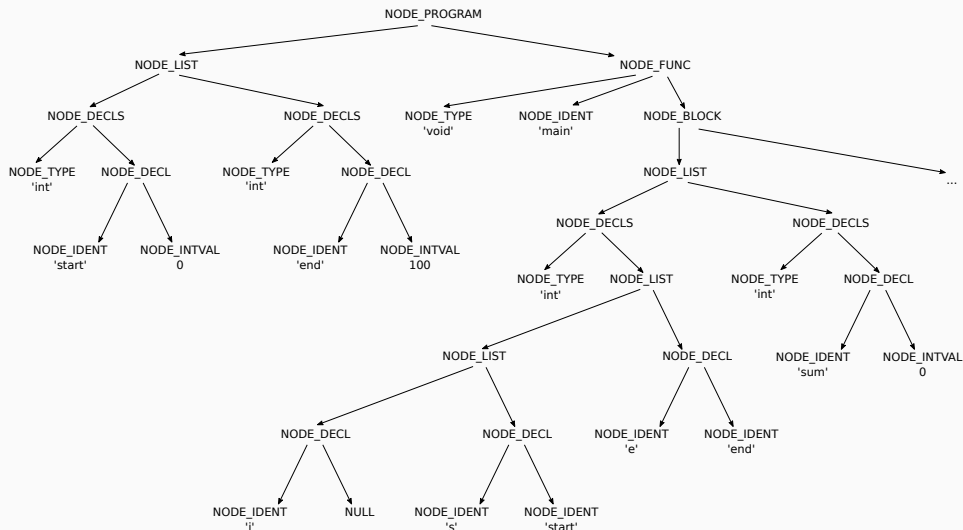 NODE_PROGRAM
NODE_LIST NODE_FUNC
NODE_DECLS NODE_DECLS NODE_TYPE NODE_IDENT NODE_BLOCK
'void' 'main'
NODE_TYPE NODE_DECL NODE_TYPE NODE_DECL NODE_LIST ...
'int' 'int'
NODE_DECLS NODE_DECLS
NODE_IDENT NODE_INTVAL NODE_IDENT NODE_INTVAL
'start' 0 'end' 100
NODE_TYPE NODE_LIST NODE_TYPE NODE_DECL
'int' 'int'
NODE_LIST NODE_DECL NODE_IDENT NODE_INTVAL
'sum' 0
NODE_DECL NODE_DECL NODE_IDENT NODE_IDENT
'e' 'end'
NODE_IDENT NULL NODE_IDENT NODE_IDENT
'i' 's' 'start'